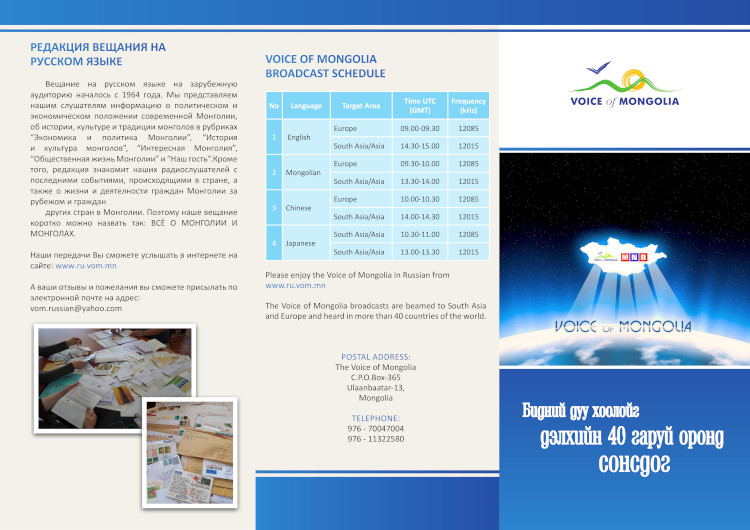 РЕДАКЦИЯ ВЕЩАНИЯ НА
РУССКОМ ЯЗЫКЕ
Вещание на русском языке на зарубежную
аудиторию началось с 1964 года. Мы представляем
нашим слушателям информацию о политическом и
экономическом положении современной Монголии,
об истории, культуре и традиции монголов в рубриках
"Экономика и политика Монголии", "История
и культура монголов", "Интересная Монголия",
"Общественная жизнь Монголии" и "Наш гость".Кроме
того, редакция знакомит наших радиослушателей с
последними событиями, происходящими в стране, а
также о жизни и деятелности граждан Монголии за
рубежом и граждан
других стран в Монголии. Поэтому наше вещание
коротко можно назвать так: ВСЁ О МОНГОЛИИ И
МОНГОЛАХ.
Наши передачи Вы сможете услышать в интернете на
сайте: www.ru.vom.mn
А ваши отзывы и пожелания вы сможете присылать по
электронной почте на адрес:
vom.russian@yahoo.com
VOICE OF MONGOLIA
BROADCAST SCHEDULE
No Language Target Area Time UTC (GMT) Frequency (kHz)
1 English Europe 09.00-09.30 12085
South Asia/Asia 14.30-15.00 12015
2 Mongolian Europe 09.30-10.00 12085
South Asia/Asia 13.30-14.00 12015
3 Chinese Europe 10.00-10.30 12085
South Asia/Asia 14.00-14.30 12015
4 Japanese South Asia/Asia 10.30-11.00 12085
South Asia/Asia 13.00-13.30 12015
Please enjoy the Voice of Mongolia in Russian from
www.ru.vom.mn
The Voice of Mongolia broadcasts are beamed to South Asia
and Europe and heard in more than 40 countries of the world.
POSTAL ADDRESS:
The Voice of Mongolia
C.P.O.Box-365
Ulaanbaatar-13,
Mongolia
TELEPHONE:
976 - 70047004
976 - 11322580
VOICE of MONGOLIA
MNB
VOICE OF MONGOLIA
Бидний дуу хоолойг
дэлхийн 40 гаруй оронд
сонсдог